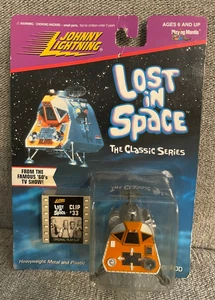 JOHNNY
LIGHTNING
AGES 6 AND UP
Playing Mantis
LOST
IN
SPACE
THE CLASSIC SERIES
FROM THE
FAMOUS '60's
TV SHOW!
LOST
IN
SPACE
CLIP
#33
Heavyweight Metal and Plastic